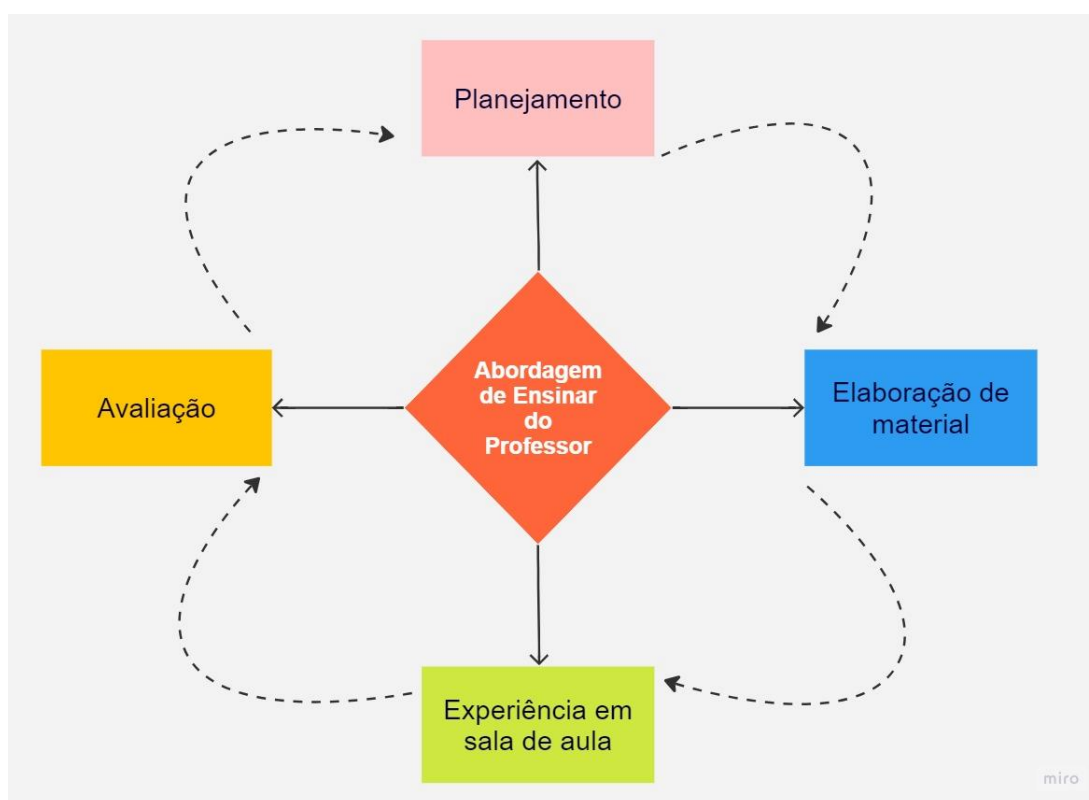 Planejamento
Avaliação
Abordagem
de Ensinar
do
Professor
Elaboração de
material
Experiência em
sala de aula
miro